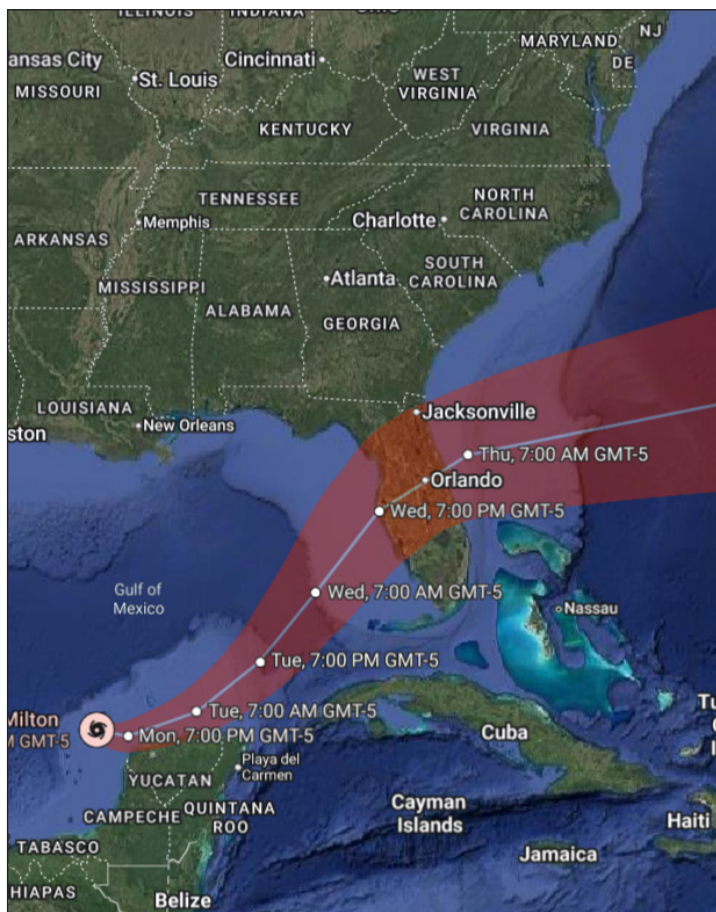 ILLINOIS
INDIANA
OHIO
NJ
MARYLAND
DE
ansas City
Cincinnati
St. Louis
MISSOURI
WEST
VIRGINIA
KENTUCKY
VIRGINIA
TENNESSEE
NORTH
CAROLINA
Memphis
Charlotte
ARKANSAS
SOUTH
CAROLINA
Atlanta
MISSISSIPPI
ALABAMA
GEORGIA
LOUISIANA
Jacksonville
New Orleans
ston
Thu, 7:00 AM GMT-5
Orlando
Wed, 7:00 PM GMT-5
Gulf of
Mexico
Wed, 7:00 AM GMT-5
Nassau
Tue, 7:00 PM GMT-5
Tue, 7:00 AM GMT-5
Milton
M GMT-5
Mon, 7:00 PM GMT-5
Cuba
Tu
I
Playa del
Carmen
YUCATAN
CAMPECHE
QUINTANA
ROO
Cayman
Islands
Haiti
TABASCO
Jamaica
HIAPAS
Belize